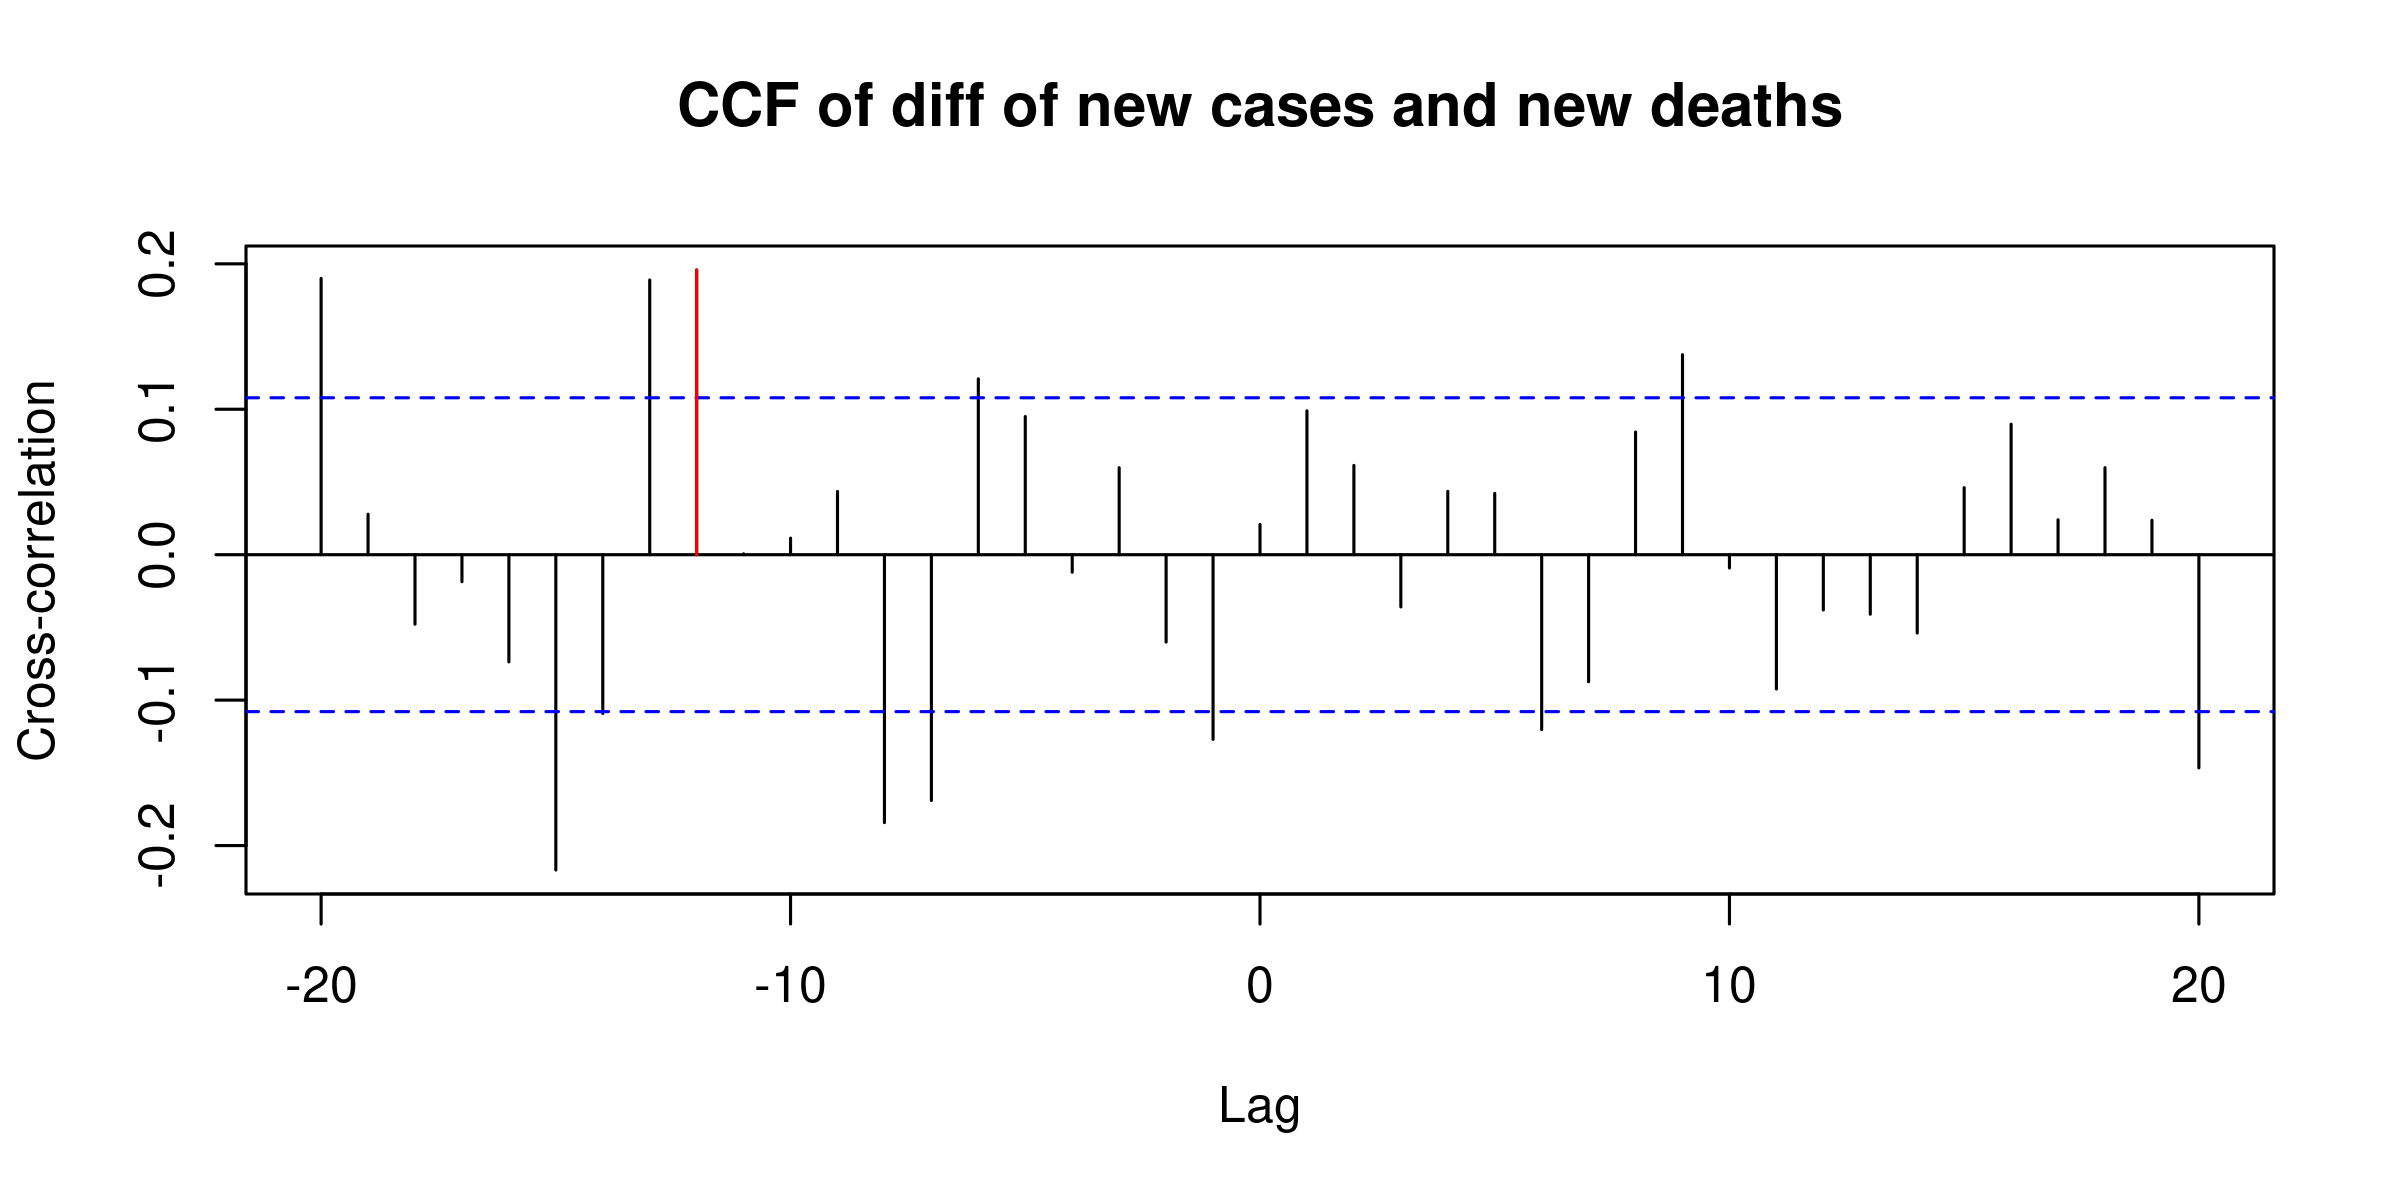 CCF of diff of new cases and new deaths
Cross-correlation
0.2
0.1
0.0
-0.1
-0.2
-20 -10 0 10 20
Lag